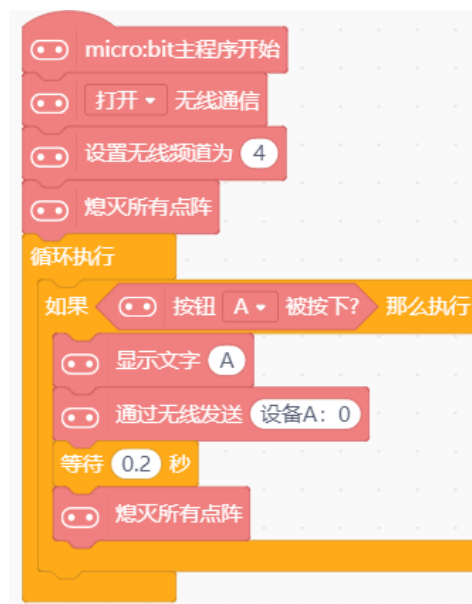 micro:bit主程序开始
打开 无线通信
设置无线频道为 4
熄灭所有点阵
循环执行
如果 按钮 A 被按下? 那么执行
显示文字 A
通过无线发送 设备A：0
等待 0.2 秒
熄灭所有点阵